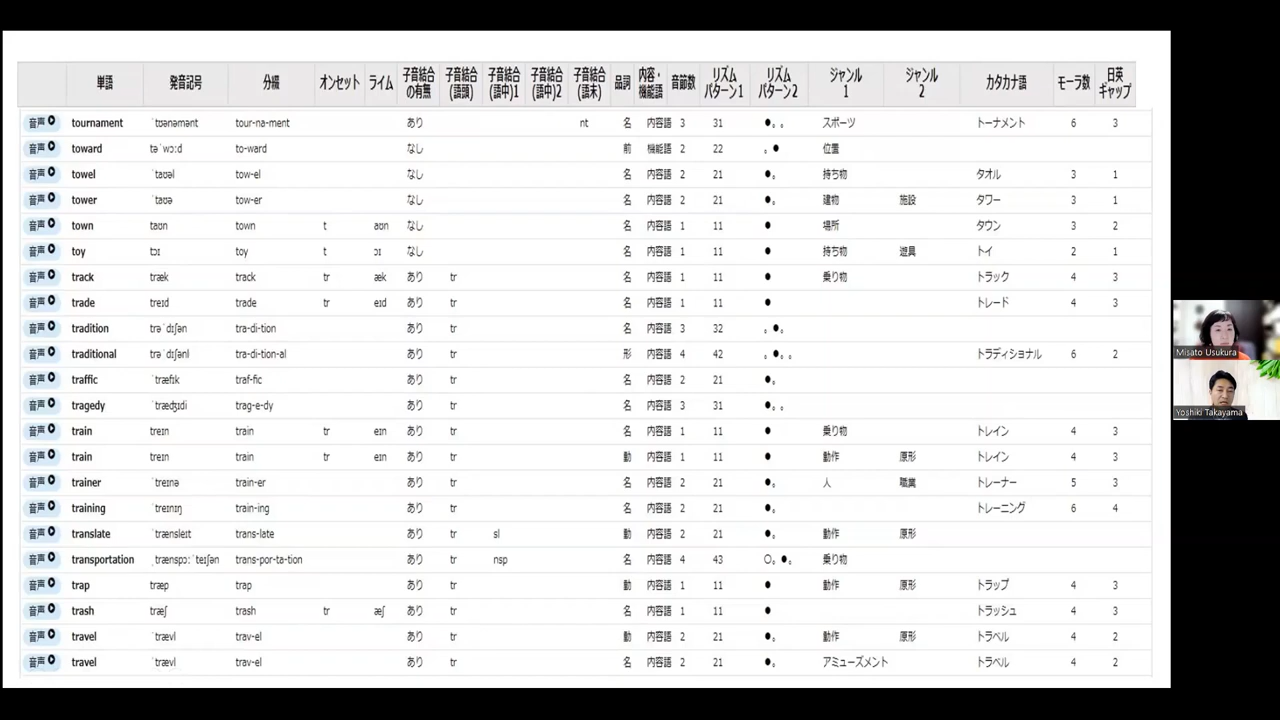 単語 発音記号 分綴 オンセット ライム 子音結合の有無 子音結合(語頭) 子音結合(語中)1 子音結合(語中)2 子音結合(語末) 品詞 内容・機能語 音節数 リズムパターン1 リズムパターン2 ジャンル1 ジャンル2 カタカナ語 モーラ数 日英ギャップ
音声 tournament ˈtʊənəmənt tour-na-ment あり nt 名 内容語 3 31 ●。。 スポーツ トーナメント 6 3
音声 toward təˈwɔːd to-ward なし 前 機能語 2 22 。● 位置
音声 towel ˈtaʊəl tow-el なし 名 内容語 2 21 ●。 持ち物 タオル 3 1
音声 tower ˈtaʊə tow-er なし 名 内容語 2 21 ●。 建物 施設 タワー 3 1
音声 town taʊn town t aʊn なし 名 内容語 1 11 ● 場所 タウン 3 2
音声 toy tɔɪ toy t ɔɪ なし 名 内容語 1 11 ● 持ち物 遊具 トイ 2 1
音声 track træk track tr æk あり tr 名 内容語 1 11 ● 乗り物 トラック 4 3
音声 trade treɪd trade tr eɪd あり tr 名 内容語 1 11 ● トレード 4 3
音声 tradition trəˈdɪʃən tra-di-tion あり tr 名 内容語 3 32 。●。
音声 traditional trəˈdɪʃənl tra-di-tion-al あり tr 形 内容語 4 42 。●。。 トラディショナル 6 2
音声 traffic ˈtræfɪk traf-fic あり tr 名 内容語 2 21 ●。
音声 tragedy ˈtræʤɪdi trag-e-dy あり tr 名 内容語 3 31 ●。。
音声 train treɪn train tr eɪn あり tr 名 内容語 1 11 ● 乗り物 トレイン 4 3
音声 train treɪn train tr eɪn あり tr 動 内容語 1 11 ● 動作 原形 トレイン 4 3
音声 trainer ˈtreɪnə train-er あり tr 名 内容語 2 21 ●。 人 職業 トレーナー 5 3
音声 training ˈtreɪnɪŋ train-ing あり tr 名 内容語 2 21 ●。 トレーニング 6 4
音声 translate ˈtrænsleɪt trans-late あり tr sl 動 内容語 2 21 ●。 動作 原形
音声 transportation ˌtrænspɔːˈteɪʃən trans-por-ta-tion あり tr nsp 名 内容語 4 43 ○。●。 乗り物
音声 trap træp trap あり tr 動 内容語 1 11 ● 動作 原形 トラップ 4 3
音声 trash træʃ trash tr æʃ あり tr 名 内容語 1 11 ● トラッシュ 4 3
音声 travel ˈtrævl trav-el あり tr 動 内容語 2 21 ●。 動作 原形 トラベル 4 2
音声 travel ˈtrævl trav-el あり tr 名 内容語 2 21 ●。 アミューズメント トラベル 4 2
Misato Usukura
Yoshiki Takayama